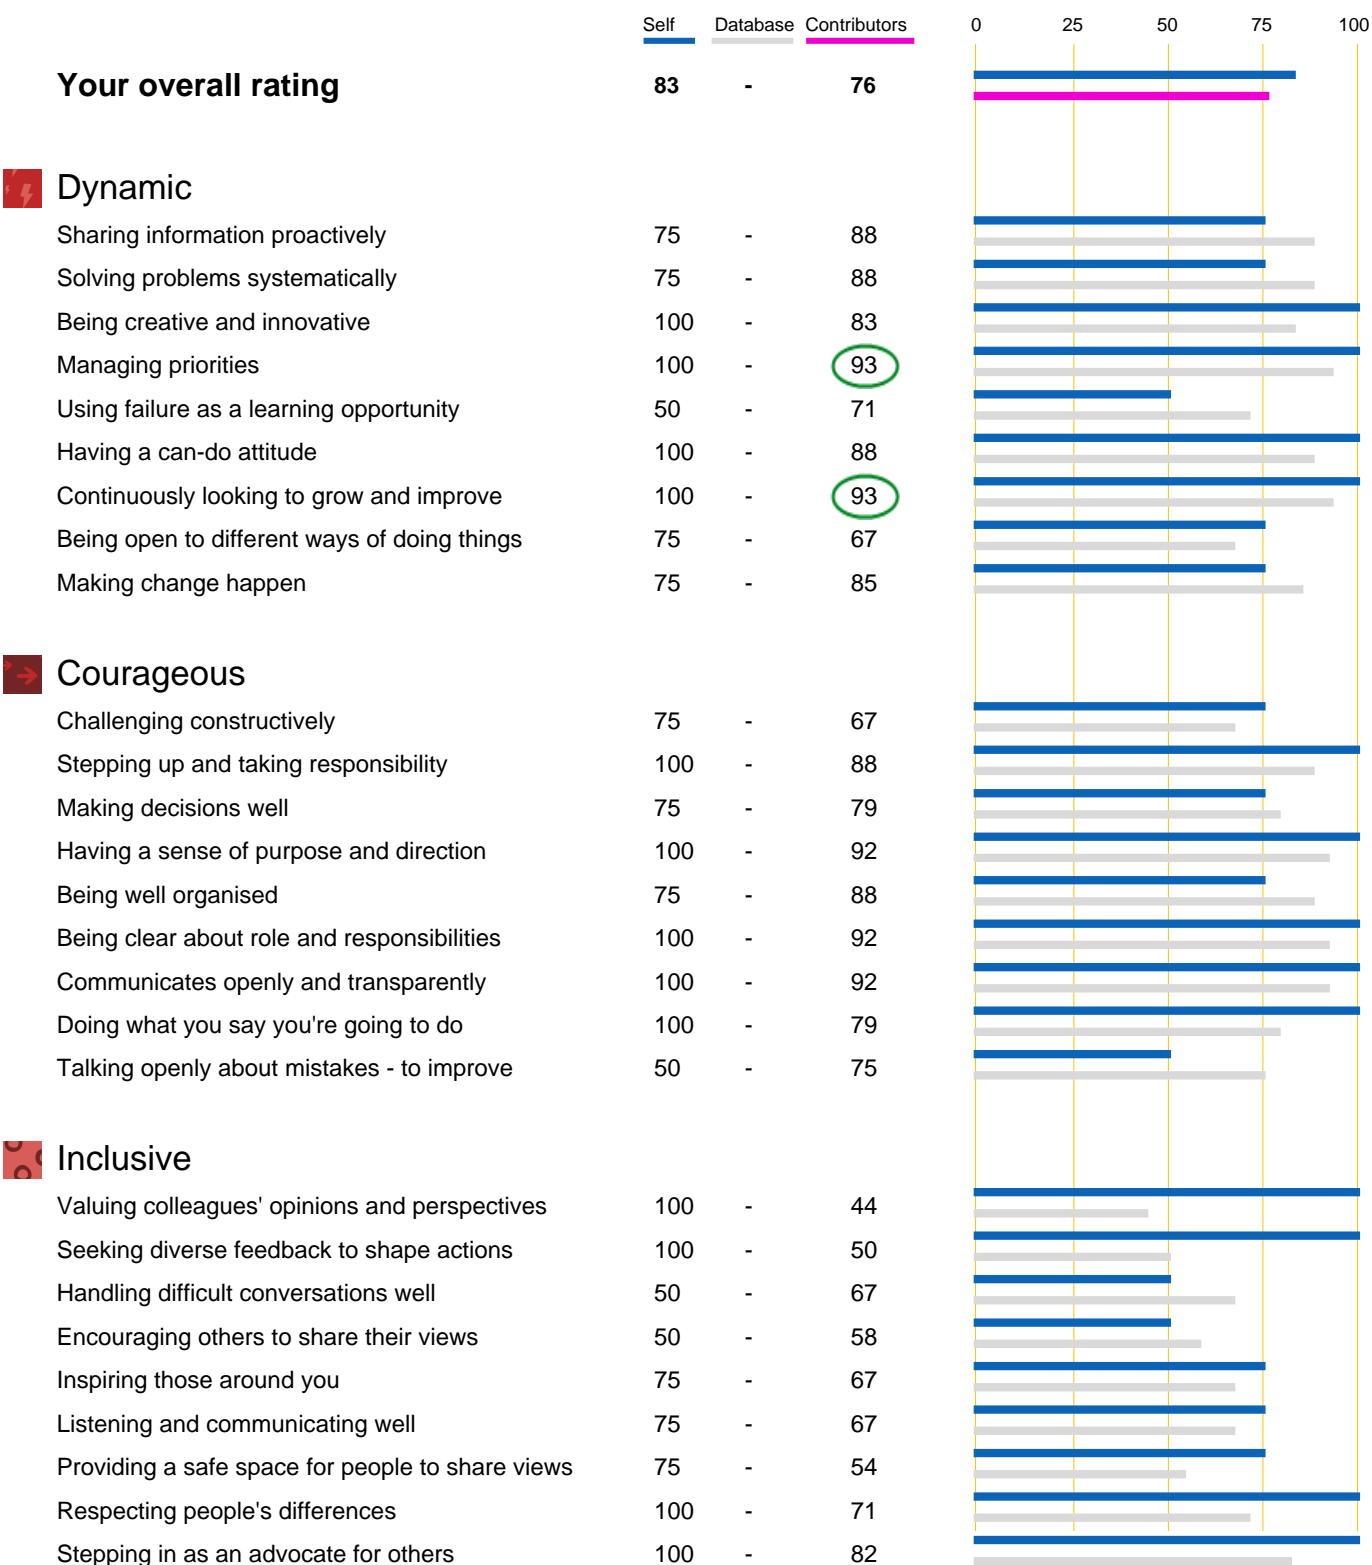 Self Database Contributors 0 25 50 75 100
Your overall rating 83 - 76
Dynamic
Sharing information proactively 75 - 88
Solving problems systematically 75 - 88
Being creative and innovative 100 - 83
Managing priorities 100 - 93
Using failure as a learning opportunity 50 - 71
Having a can-do attitude 100 - 88
Continuously looking to grow and improve 100 - 93
Being open to different ways of doing things 75 - 67
Making change happen 75 - 85
Courageous
Challenging constructively 75 - 67
Stepping up and taking responsibility 100 - 88
Making decisions well 75 - 79
Having a sense of purpose and direction 100 - 92
Being well organised 75 - 88
Being clear about role and responsibilities 100 - 92
Communicates openly and transparently 100 - 92
Doing what you say you're going to do 100 - 79
Talking openly about mistakes - to improve 50 - 75
Inclusive
Valuing colleagues' opinions and perspectives 100 - 44
Seeking diverse feedback to shape actions 100 - 50
Handling difficult conversations well 50 - 67
Encouraging others to share their views 50 - 58
Inspiring those around you 75 - 67
Listening and communicating well 75 - 67
Providing a safe space for people to share views 75 - 54
Respecting people's differences 100 - 71
Stepping in as an advocate for others 100 - 82